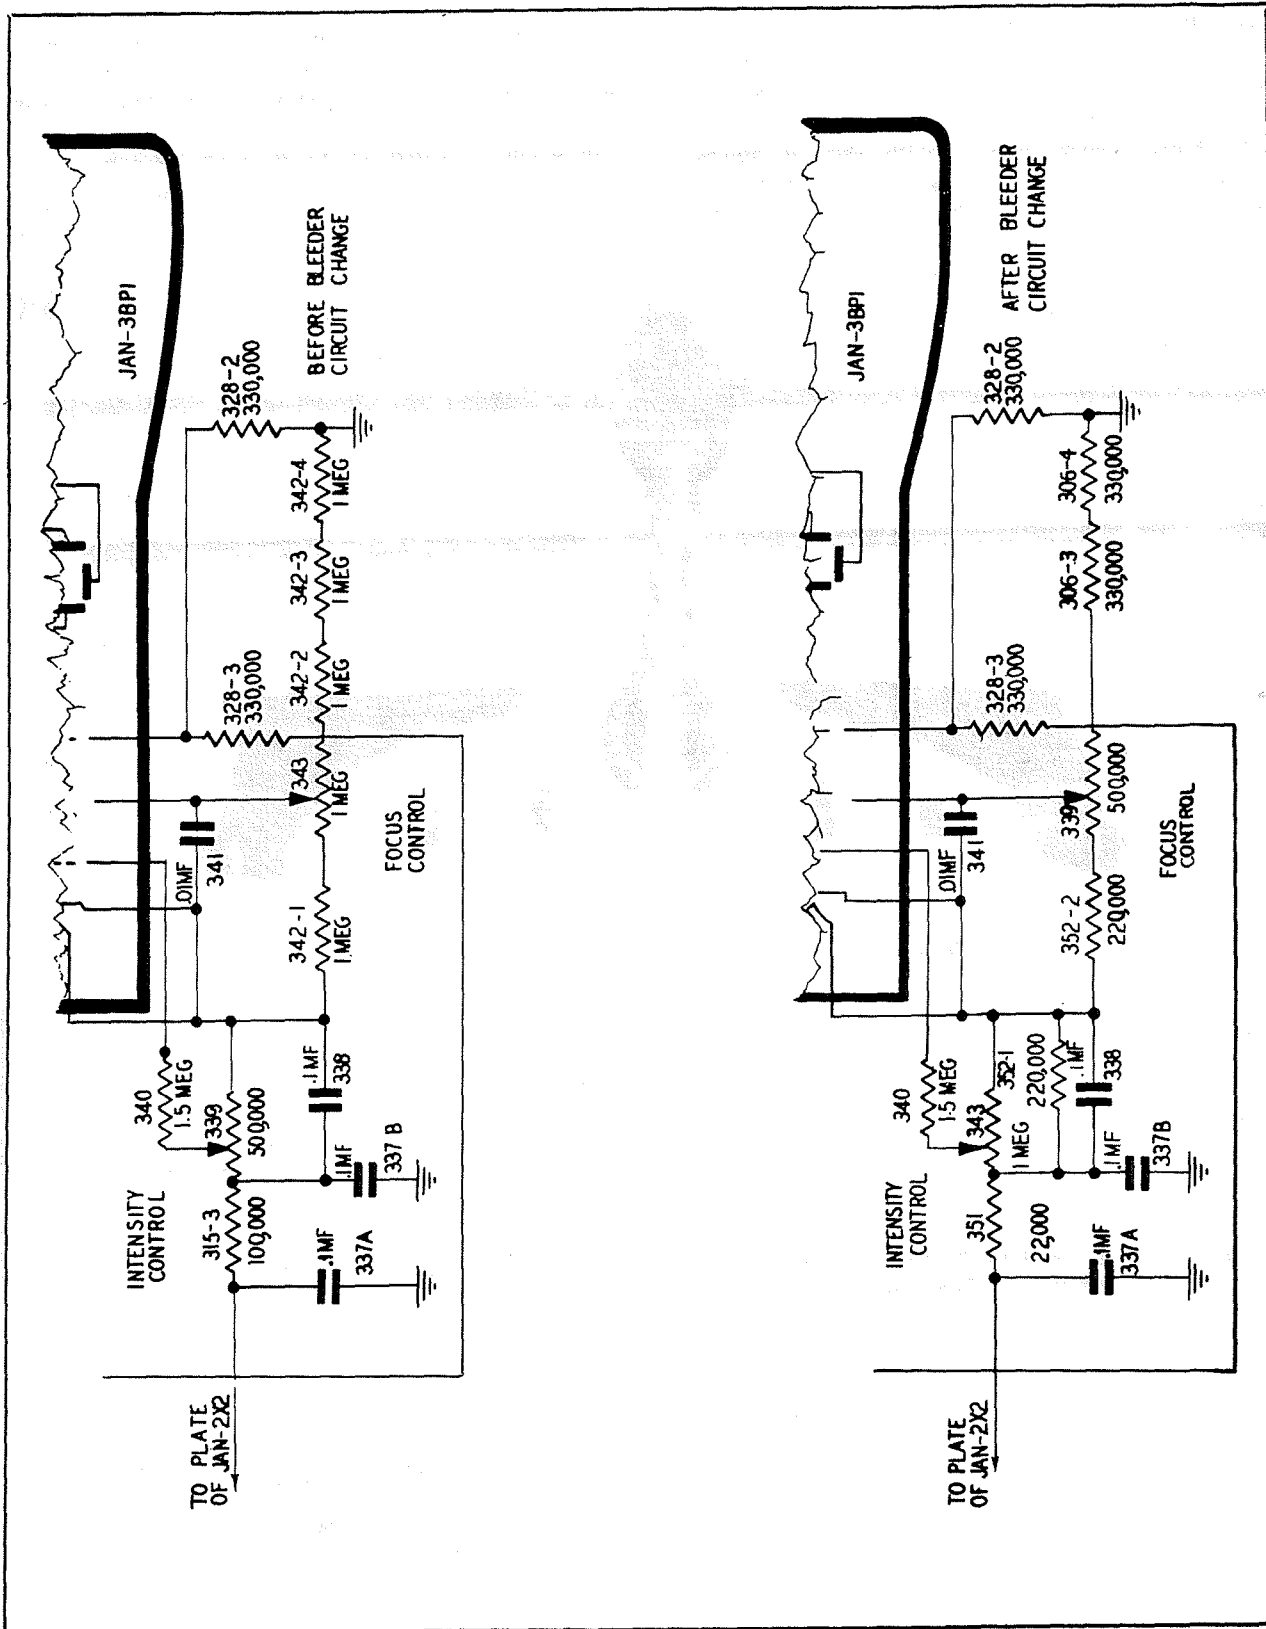 JAN-3BP1
BEFORE BLEEDER
CIRCUIT CHANGE
328-2
330,000
342-4
1 MEG
342-3
1 MEG
342-2
1 MEG
328-3
330,000
343
1 MEG
.01MF
341
FOCUS
CONTROL
342-1
1 MEG
340
1.5 MEG
339
500,000
.1MF
338
.1MF
337 B
INTENSITY
CONTROL
315-3
100,000
.1MF
337A
TO PLATE
OF JAN-2X2
JAN-3BP1
AFTER BLEEDER
CIRCUIT CHANGE
328-2
330,000
306-4
330,000
306-3
330,000
328-3
330,000
339
500,000
.01MF
341
FOCUS
CONTROL
352-2
220,000
340
1.5 MEG
343
1 MEG
352-1
220,000
.1MF
338
.1MF
337B
INTENSITY
CONTROL
351
22,000
.1MF
337A
TO PLATE
OF JAN-2X2